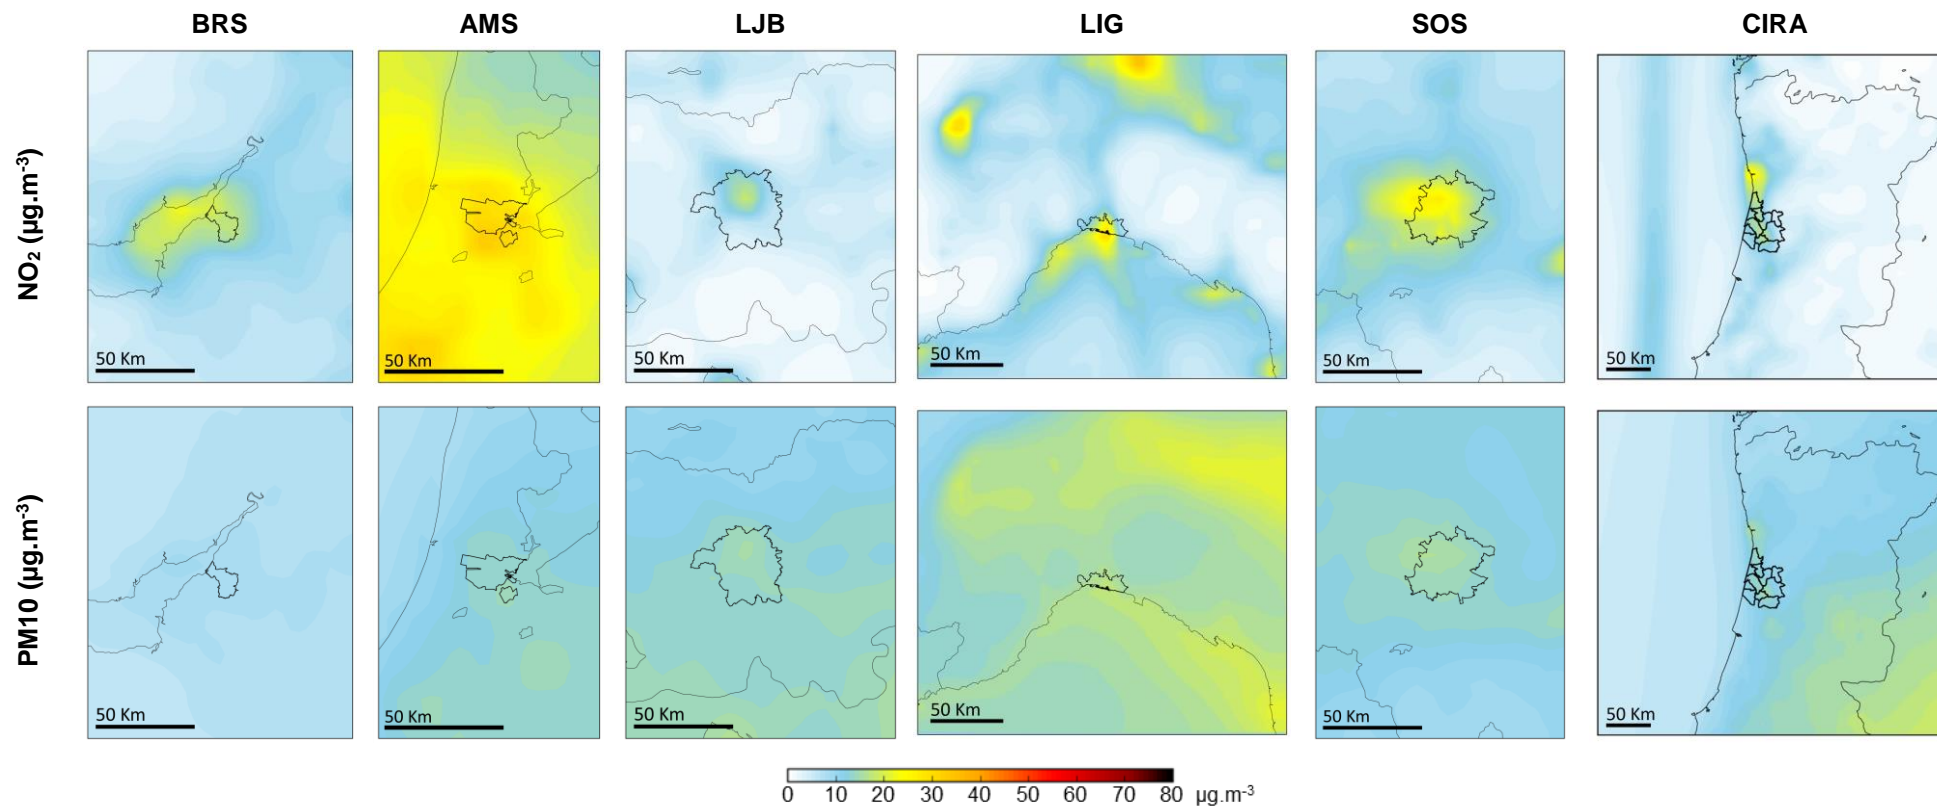 BRS AMS LJB LIG SOS CIRA
NO₂ (µg.m⁻³)
50 Km 50 Km 50 Km 50 Km 50 Km 50 Km
PM10 (µg.m⁻³)
50 Km 50 Km 50 Km 50 Km 50 Km 50 Km
0 10 20 30 40 50 60 70 80 µg.m⁻³